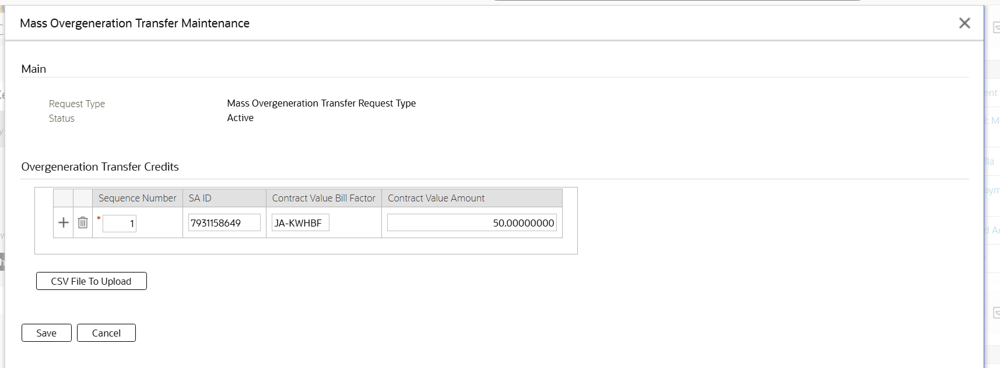 Mass Overgeneration Transfer Maintenance
Main
Request Type Mass Overgeneration Transfer Request Type
Status Active
Overgeneration Transfer Credits
Sequence Number SA ID Contract Value Bill Factor Contract Value Amount
* 1 7931158649 JA-KWHBF 50.00000000
CSV File To Upload
Save Cancel